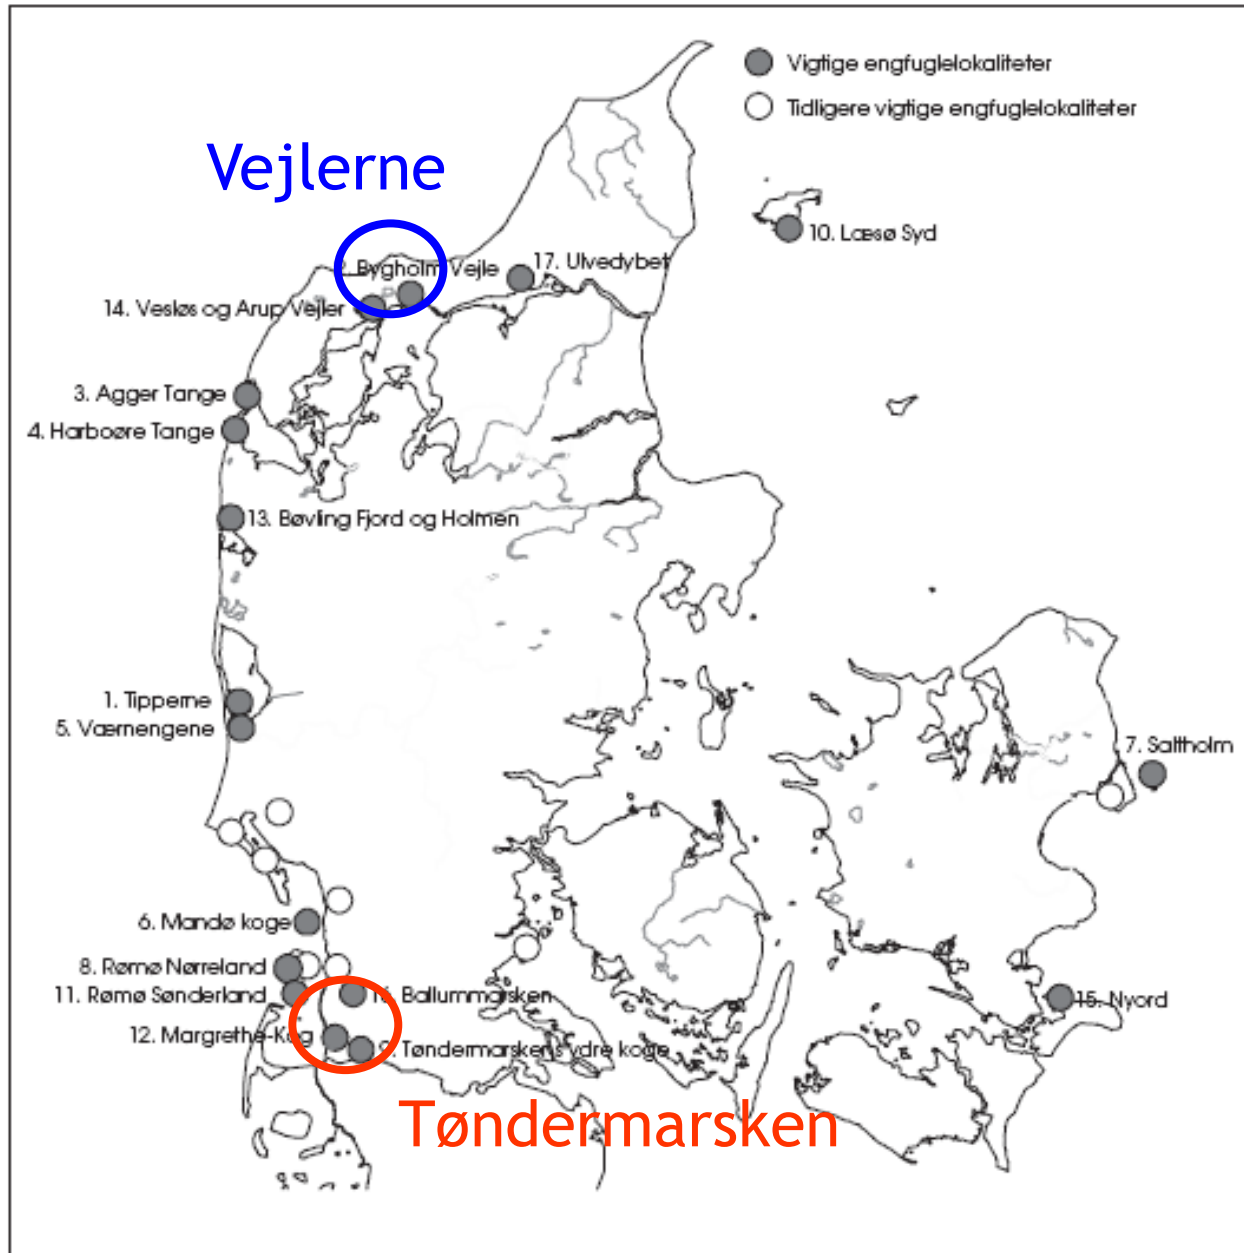 Vigtige engfuglelokaliteter
Tidligere vigtige engfuglelokaliteter
Vejlerne
10. Læsø Syd
Bygholm Vejle
17. Ulvedybet
14. Vesløs og Arup Vejler
3. Agger Tange
4. Harboøre Tange
13. Bøvling Fjord og Holmen
1. Tipperne
5. Værnengene
7. Saltholm
6. Mandø koge
8. Rømø Nørreland
11. Rømø Sønderland
16. Ballummarsken
15. Nyord
12. Margrethe-Kog
9. Tøndermarskens ydre koge
Tøndermarsken